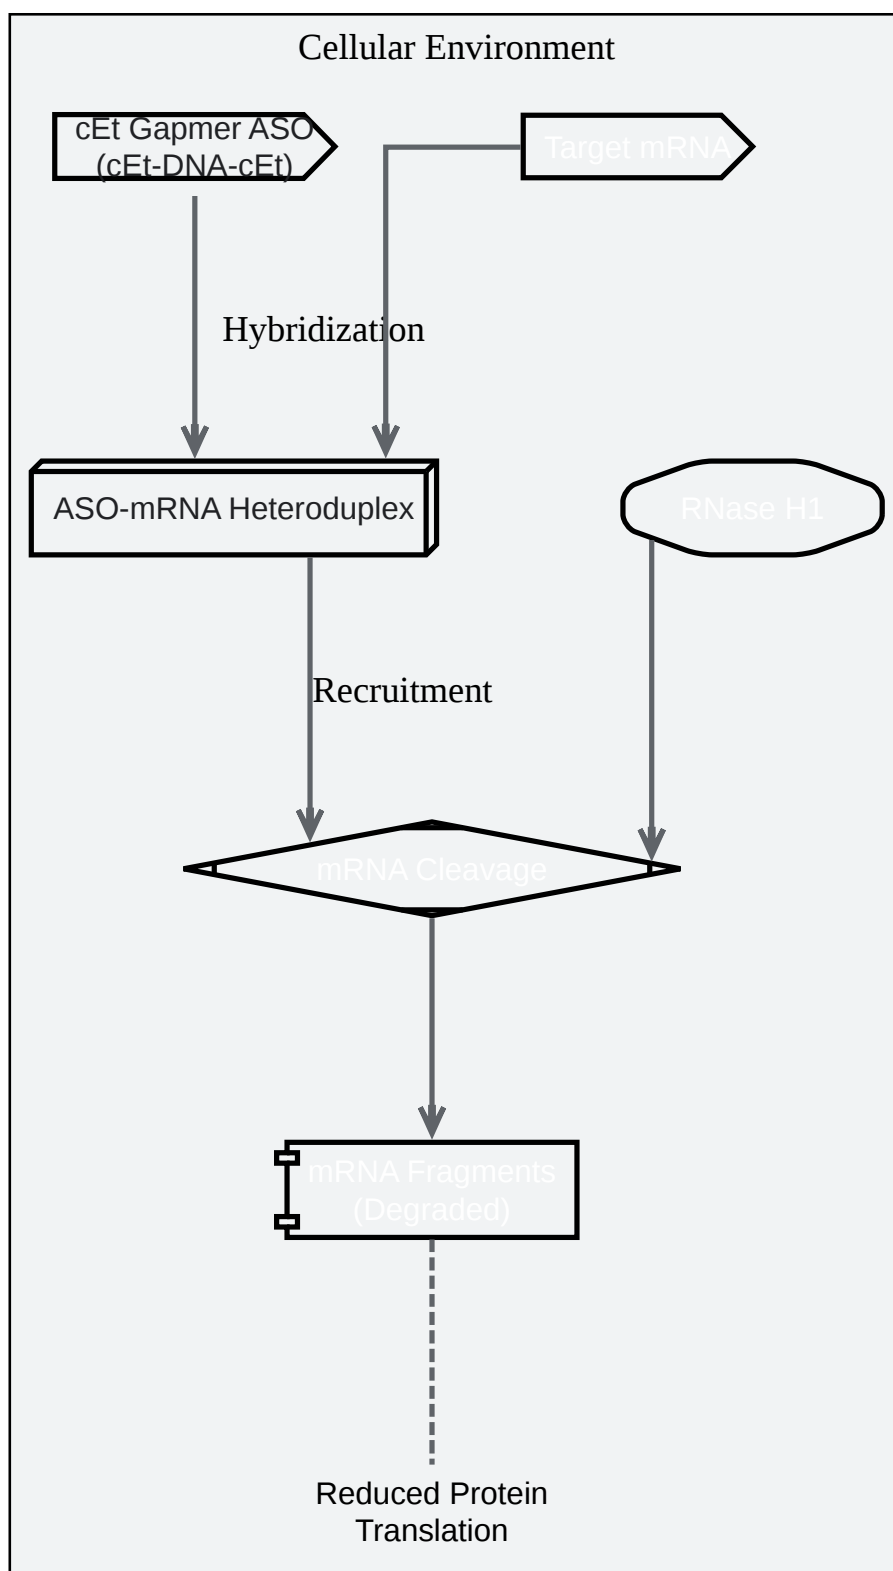 Cellular Environment
cEt Gapmer ASO
(cEt-DNA-cEt)
Target mRNA
Hybridization
ASO-mRNA Heteroduplex
RNase H1
Recruitment
mRNA Cleavage
mRNA Fragments
(Degraded)
Reduced Protein
Translation